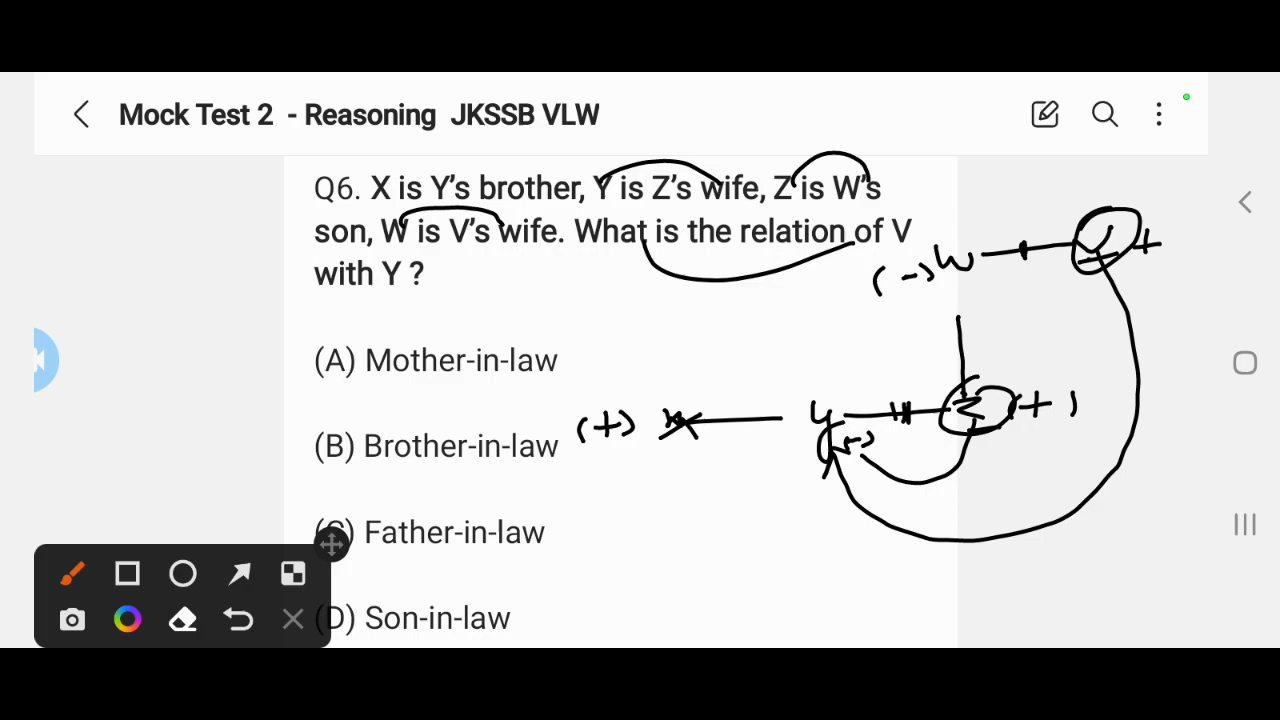 Mock Test 2 - Reasoning JKSSB VLW
Q6. X is Y's brother, Y is Z's wife, Z is W's
son, W is V's wife. What is the relation of V
with Y ?
(-) W V +
(A) Mother-in-law
(+) X y Z (+)
(-)
(B) Brother-in-law
(C) Father-in-law
(D) Son-in-law